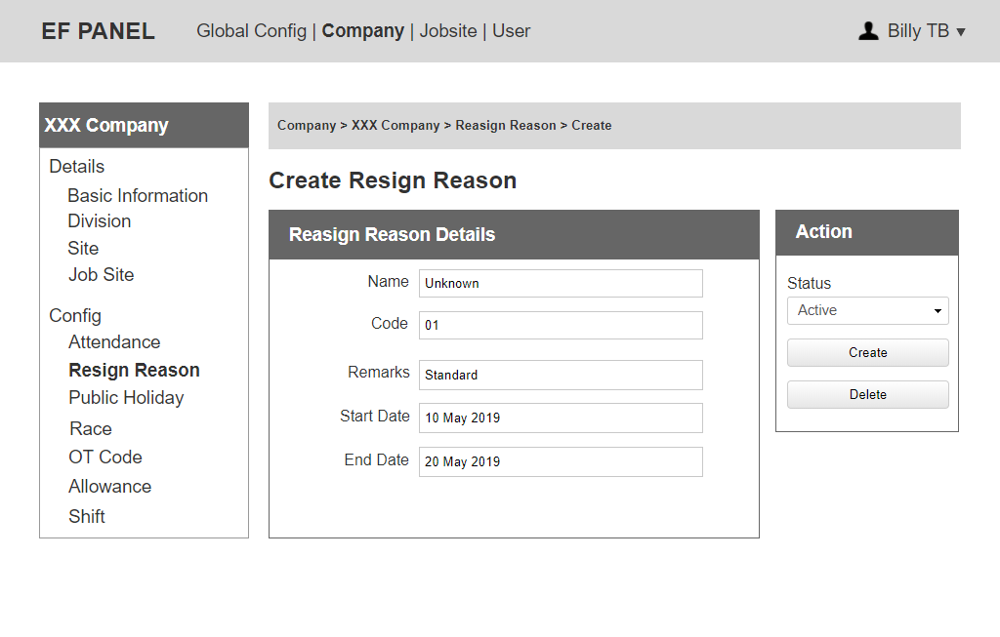 EF PANEL Global Config | Company | Jobsite | User Billy TB ▼
XXX Company
Details
Basic Information
Division
Site
Job Site
Config
Attendance
Resign Reason
Public Holiday
Race
OT Code
Allowance
Shift
Company > XXX Company > Reasign Reason > Create
Create Resign Reason
Reasign Reason Details
Name Unknown
Code 01
Remarks Standard
Start Date 10 May 2019
End Date 20 May 2019
Action
Status
Active
Create
Delete